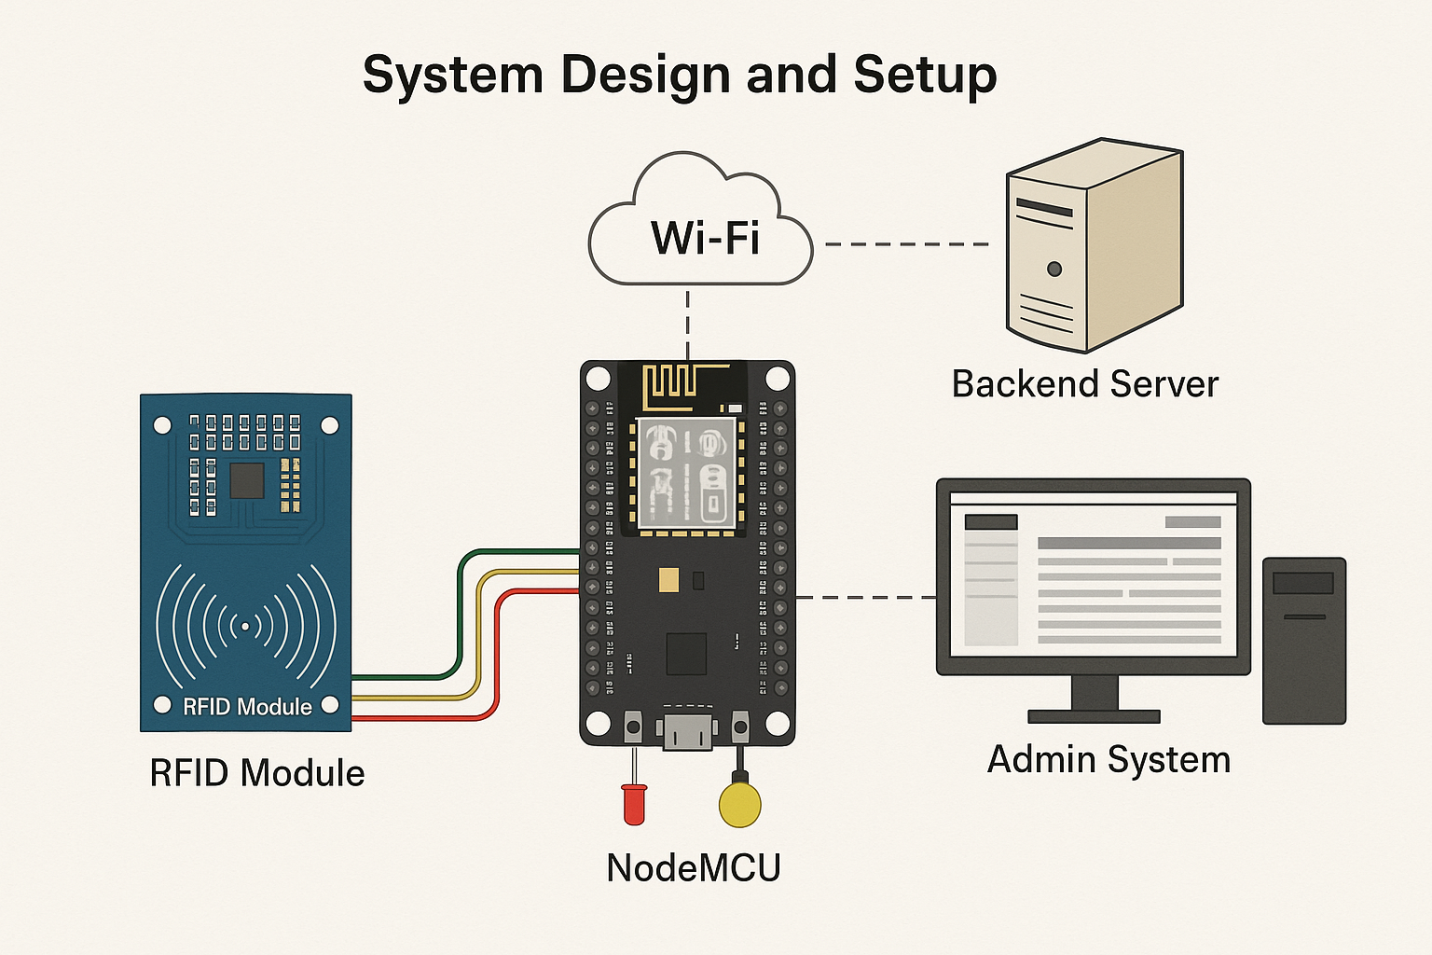 System Design and Setup
Wi-Fi
Backend Server
RFID Module
RFID Module
Admin System
NodeMCU